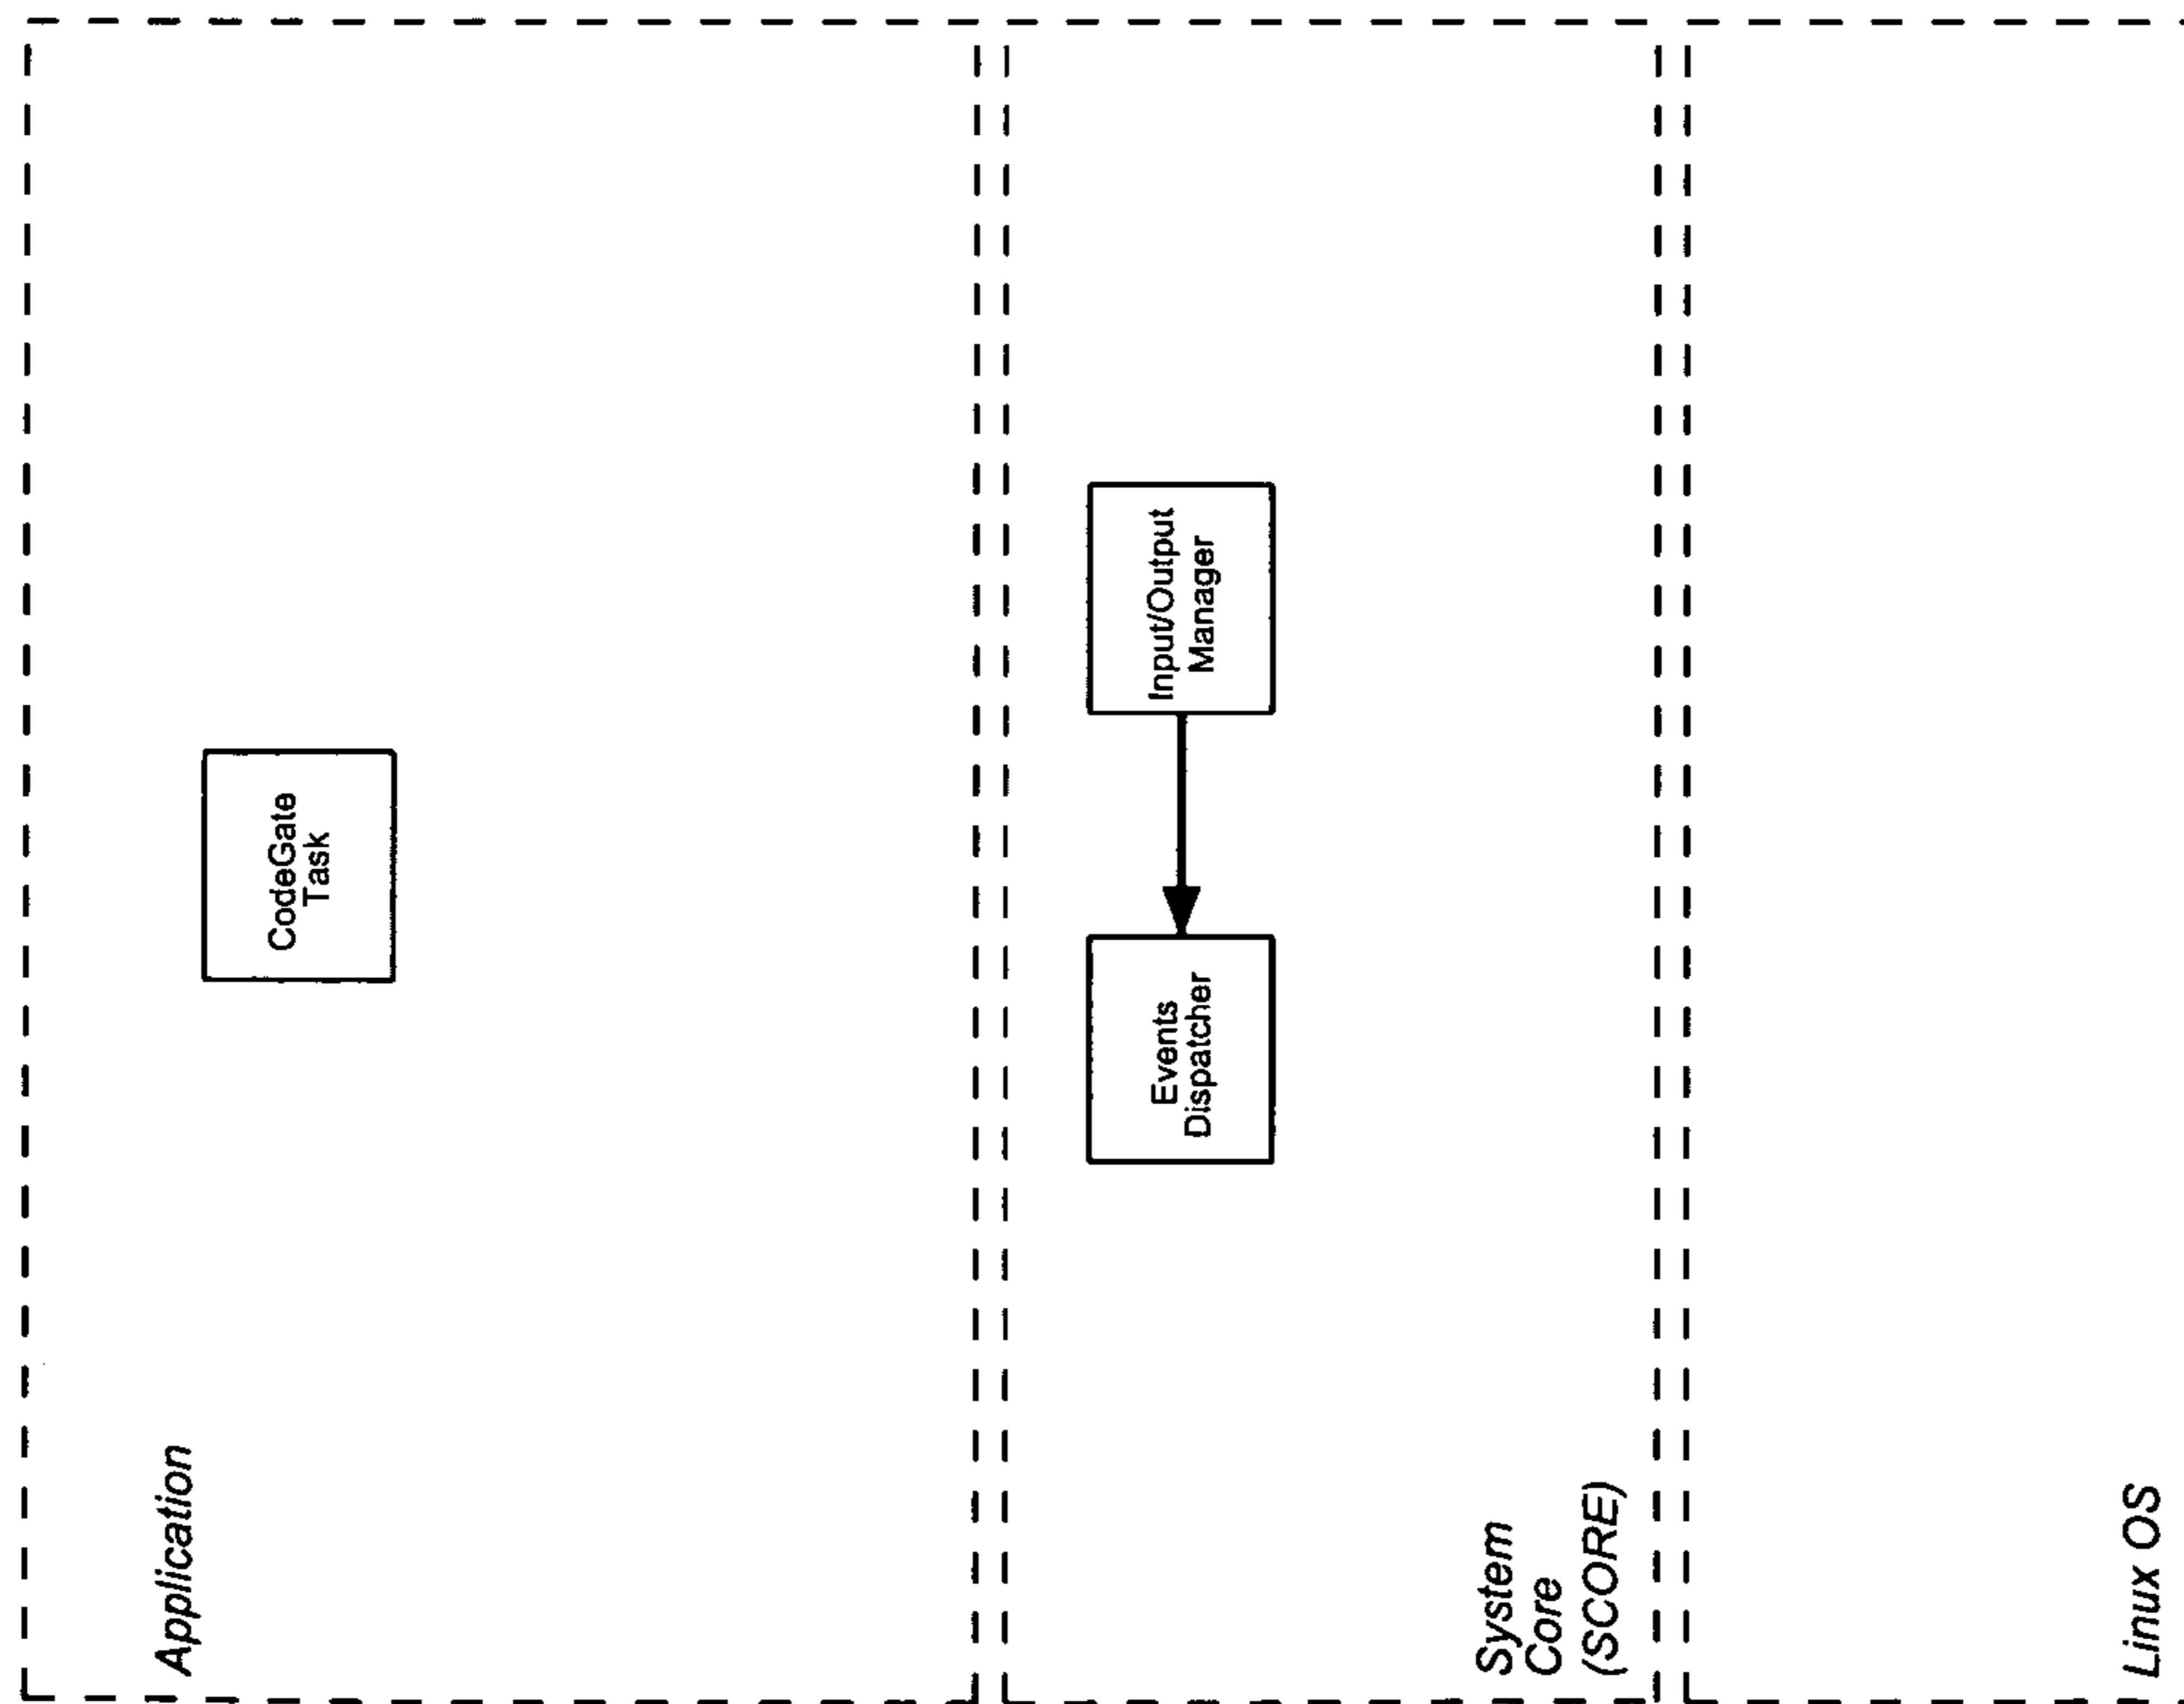 Application
CodeGate
Task
Input/Output
Manager
Events
Dispatcher
System
Core
(SCORE)
Linux OS